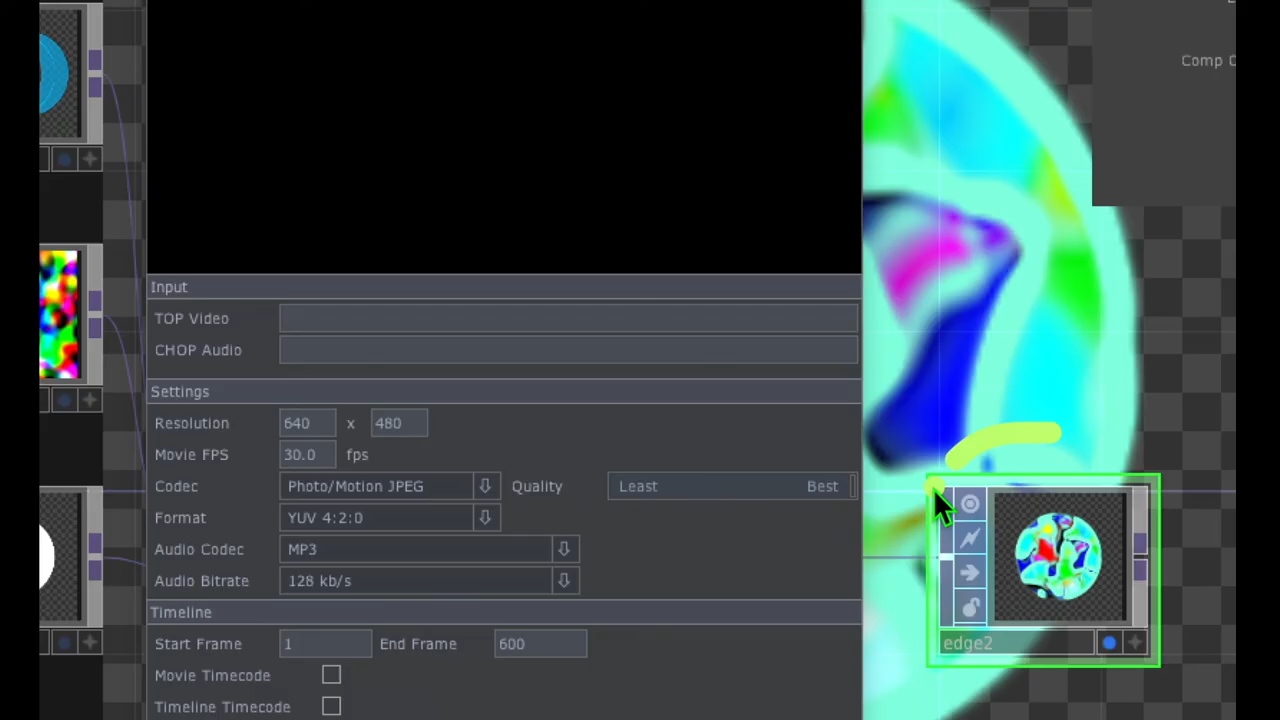 Comp
Input
TOP Video
CHOP Audio
Settings
Resolution 640 x 480
Movie FPS 30.0 fps
Codec Photo/Motion JPEG Quality Least Best
Format YUV 4:2:0
Audio Codec MP3
Audio Bitrate 128 kb/s
Timeline
Start Frame 1 End Frame 600
edge2
Movie Timecode
Timeline Timecode